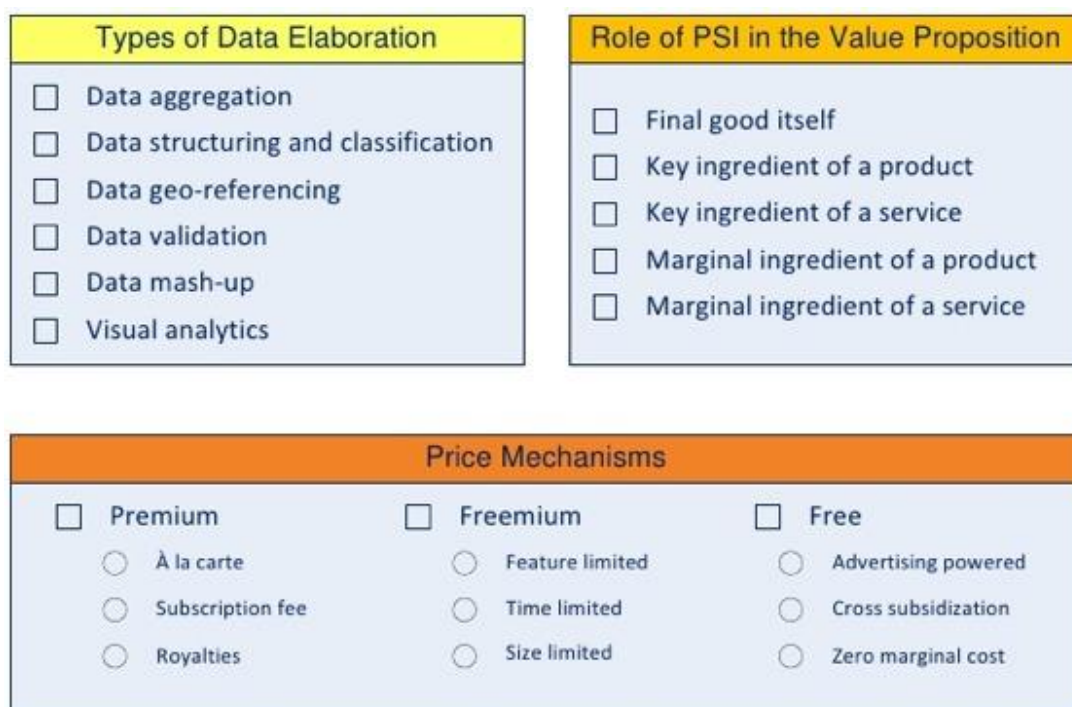 Types of Data Elaboration
Data aggregation
Data structuring and classification
Data geo-referencing
Data validation
Data mash-up
Visual analytics
Role of PSI in the Value Proposition
Final good itself
Key ingredient of a product
Key ingredient of a service
Marginal ingredient of a product
Marginal ingredient of a service
Price Mechanisms
Premium
À la carte
Subscription fee
Royalties
Freemium
Feature limited
Time limited
Size limited
Free
Advertising powered
Cross subsidization
Zero marginal cost